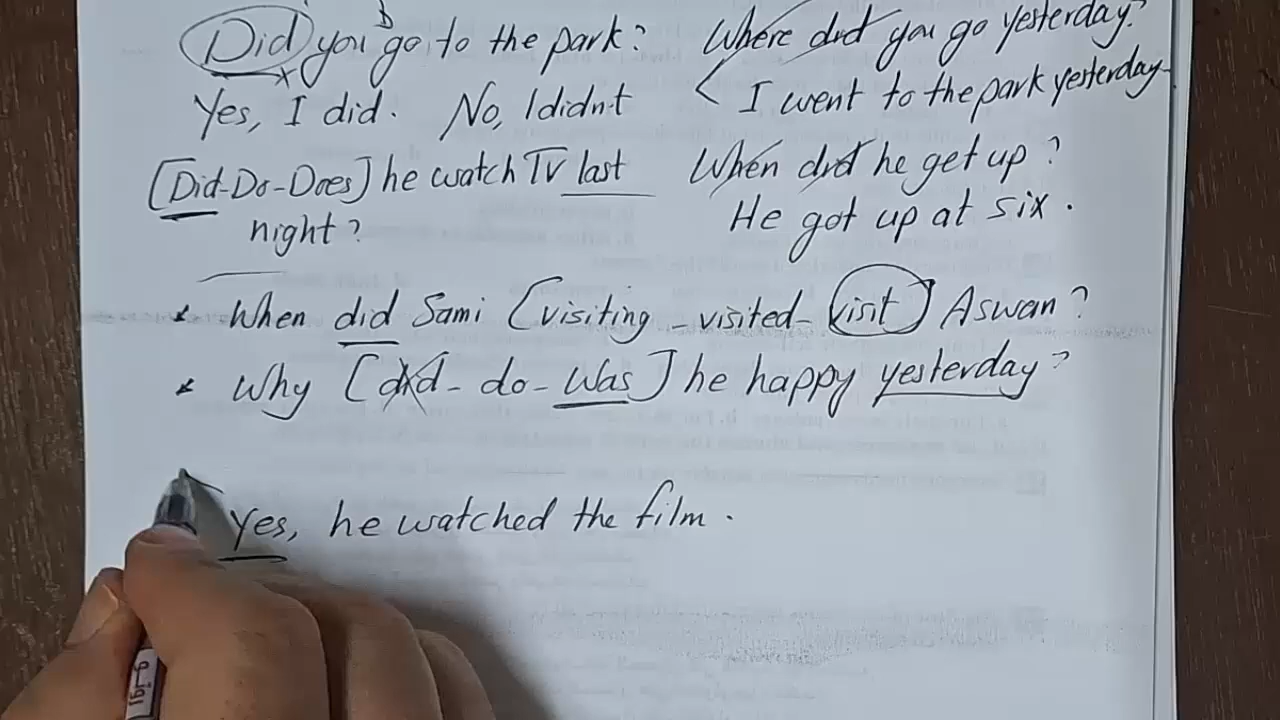 Did you go to the park?
Yes, I did. No, I didn't
[Did-Do-Does] he watch TV last
night?
Where did you go yesterday?
I went to the park yesterday
When did he get up?
He got up at six.
When did Sami [visiting - visited - visit] Aswan?
Why [did - do - was] he happy yesterday?
Yes, he watched the film.